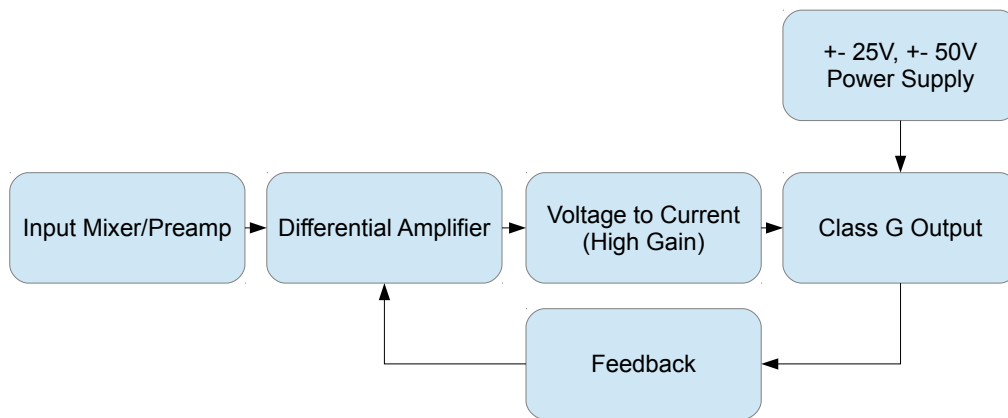 +- 25V, +- 50V
Power Supply
Input Mixer/Preamp
Differential Amplifier
Voltage to Current
(High Gain)
Class G Output
Feedback